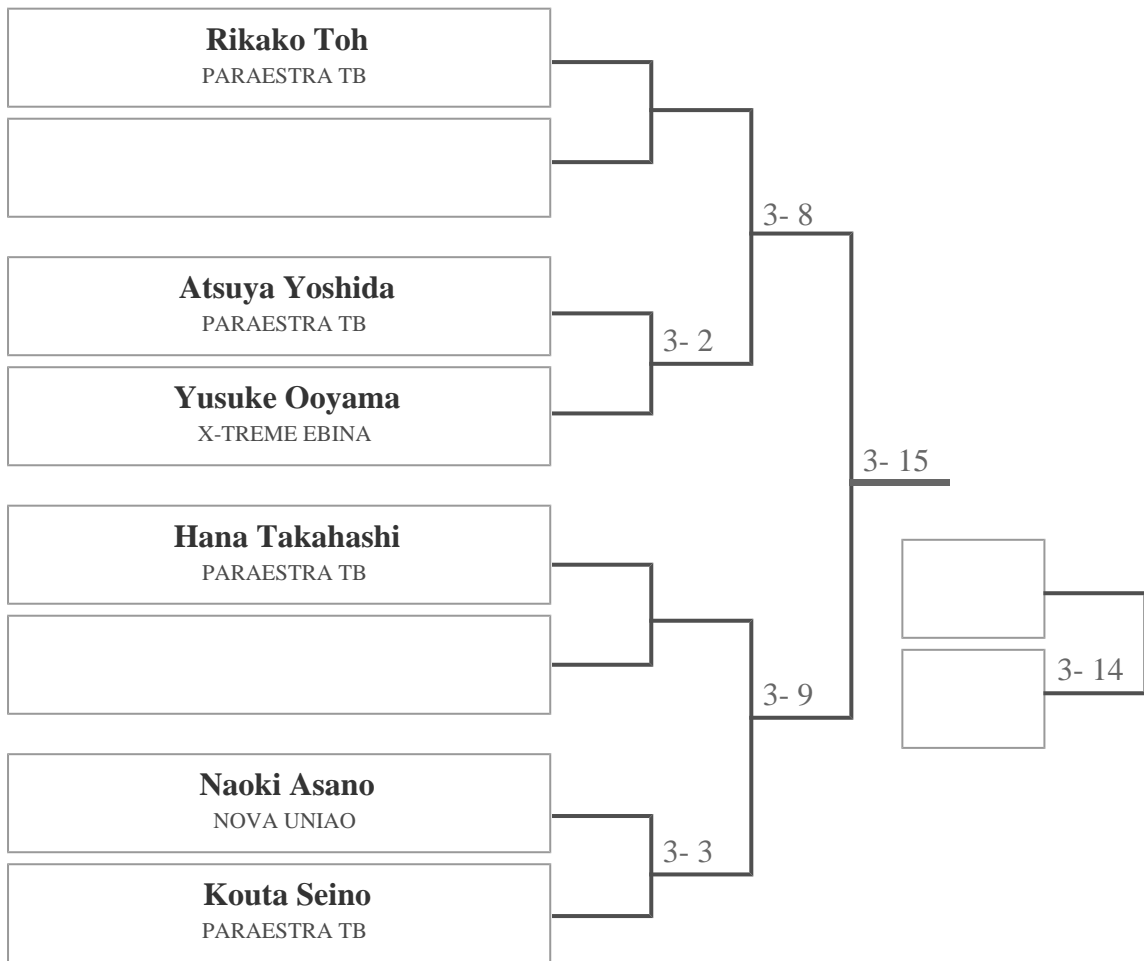 Rikako Toh
PARAESTRA TB
3- 8
Atsuya Yoshida
PARAESTRA TB
3- 2
Yusuke Ooyama
X-TREME EBINA
3- 15
Hana Takahashi
PARAESTRA TB
3- 14
3- 9
Naoki Asano
NOVA UNIAO
3- 3
Kouta Seino
PARAESTRA TB